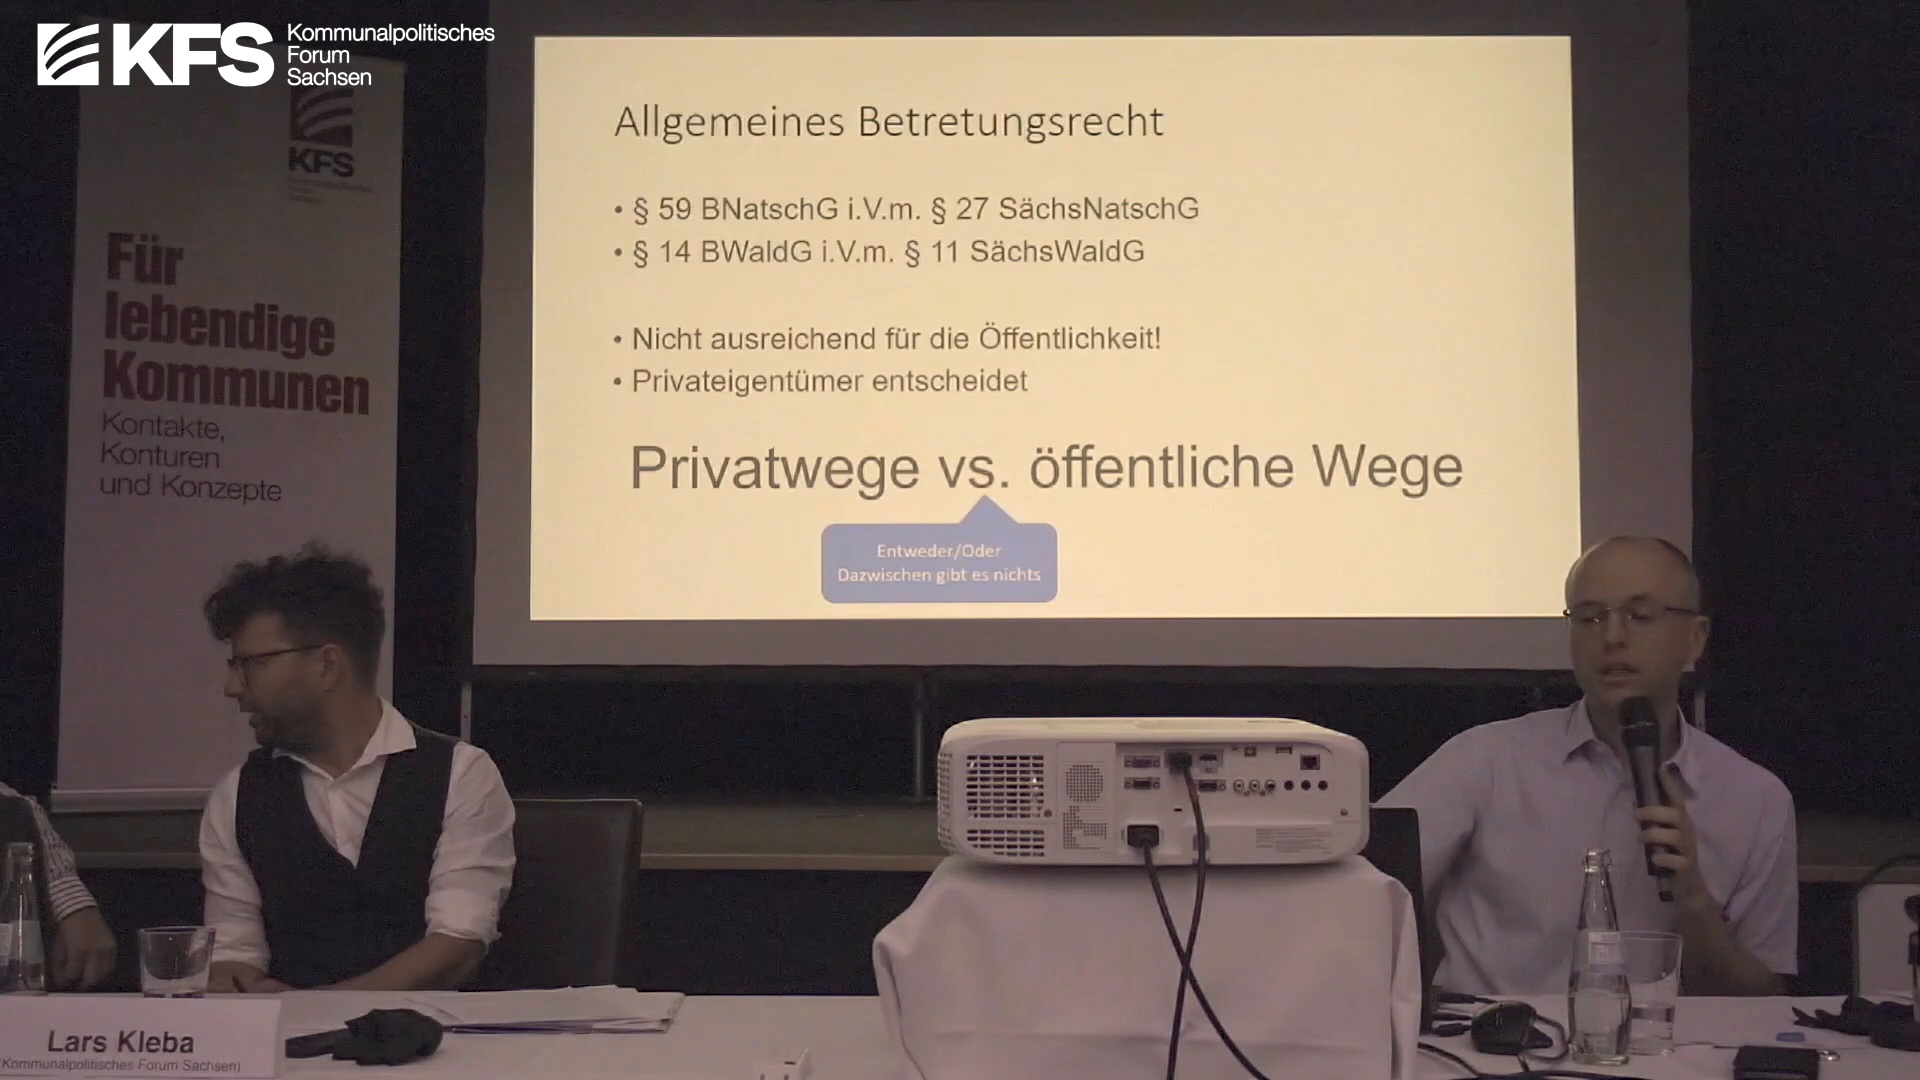 KFS Kommunalpolitisches
Forum
Sachsen
KFS
Für
lebendige
Kommunen
Kontakte,
Konturen
und Konzepte
Allgemeines Betretungsrecht
• § 59 BNatschG i.V.m. § 27 SächsNatschG
• § 14 BWaldG i.V.m. § 11 SächsWaldG
• Nicht ausreichend für die Öffentlichkeit!
• Privateigentümer entscheidet
Privatwege vs. öffentliche Wege
Entweder/Oder
Dazwischen gibt es nichts
Lars Kleba
(Kommunalpolitisches Forum Sachsen)